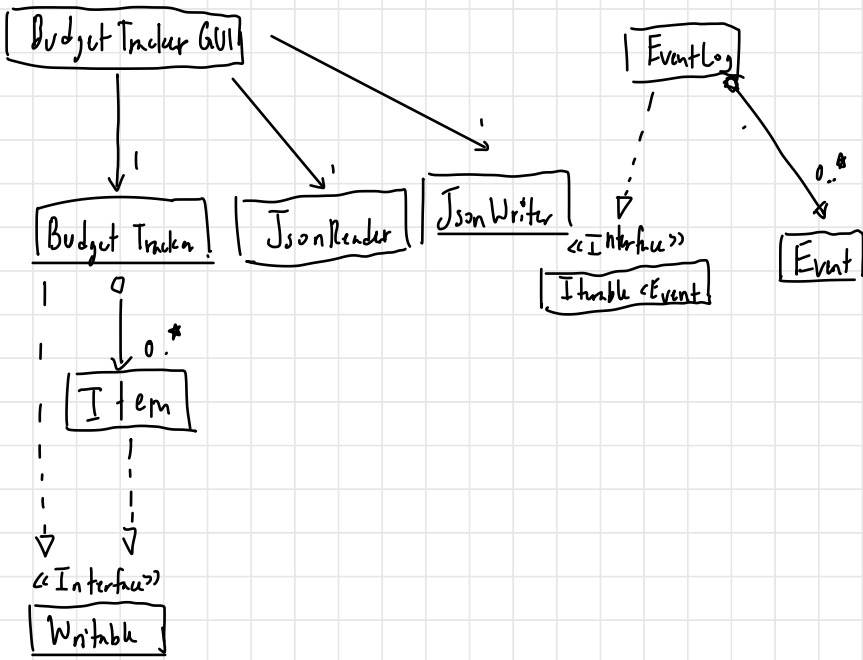 Budget Tracker GUI
EventLog
1
1
1
0..*
Budget Tracker
JsonReader
JsonWriter
<<Interface>>
Iterable <Event
Event
0..*
Item
<<Interface>>
Writable